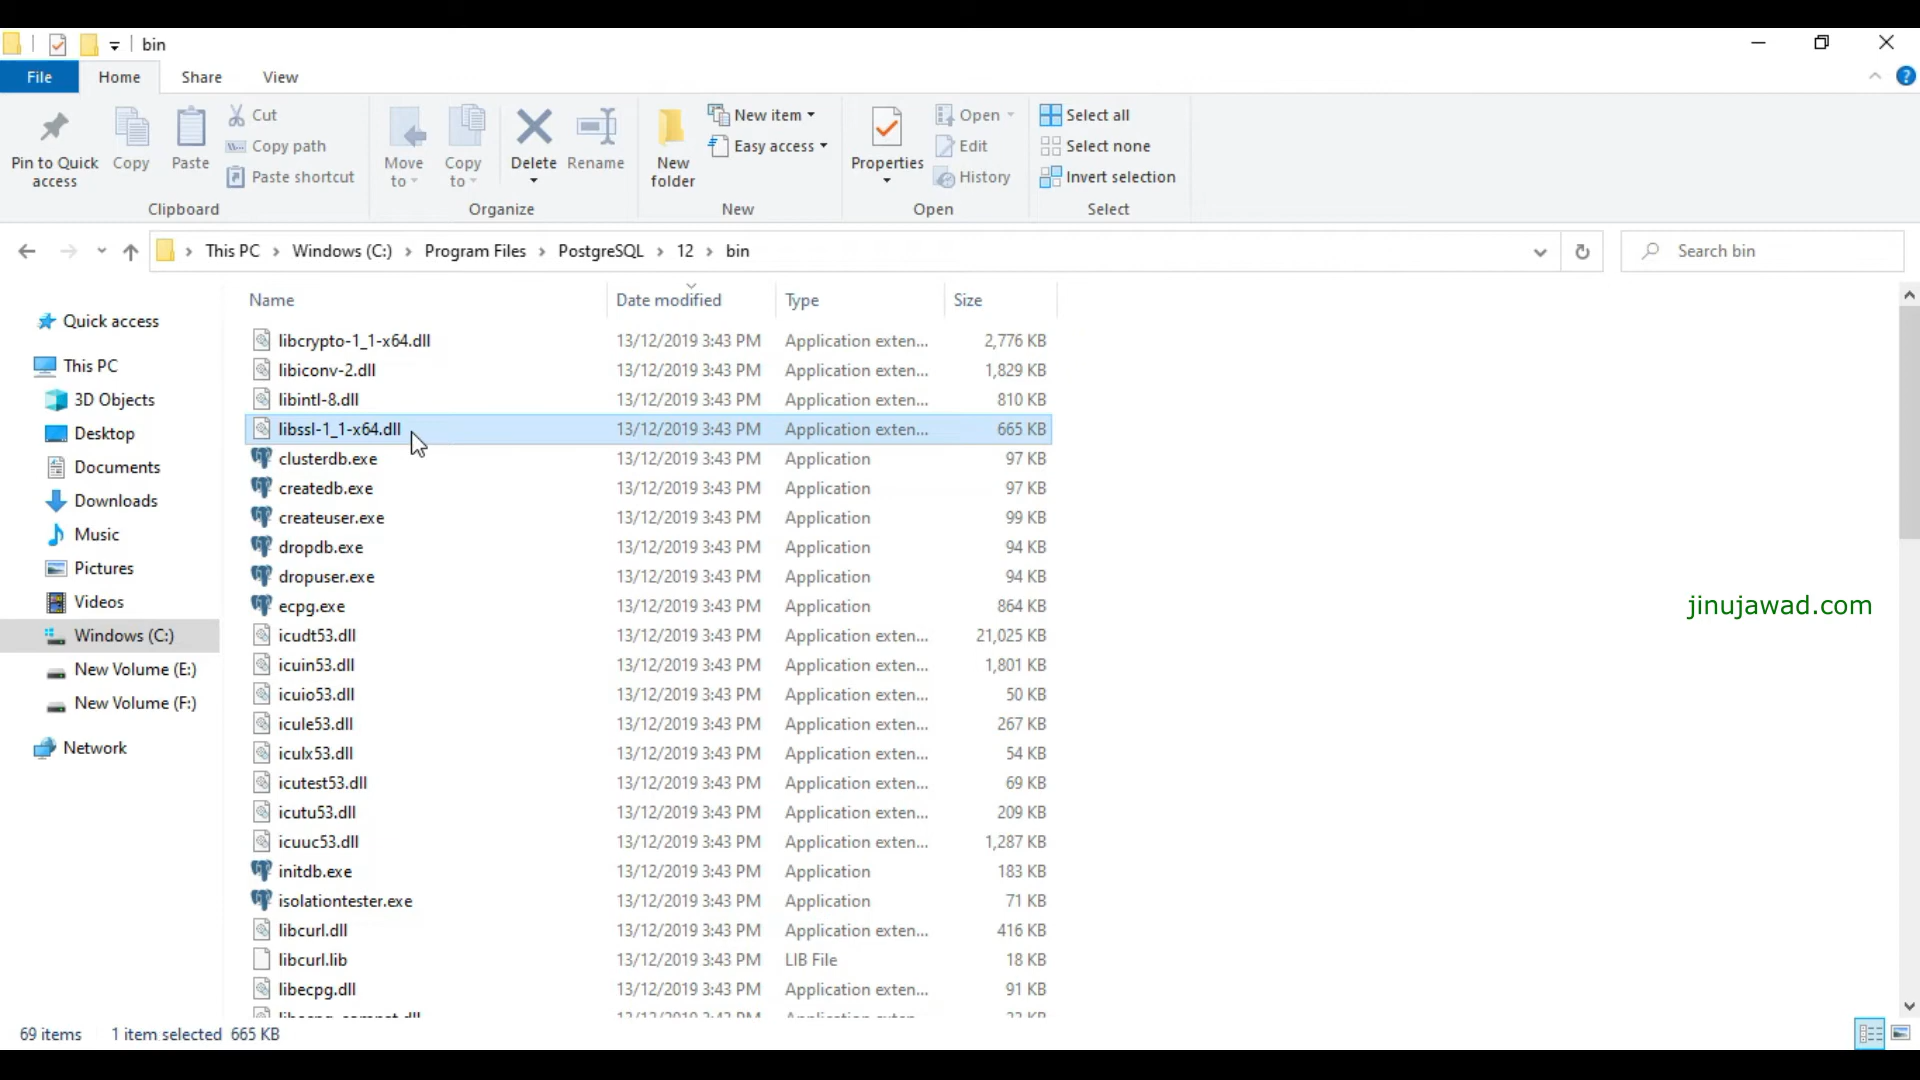 bin
File Home Share View
Pin to Quick access
Copy
Paste
Cut
Copy path
Paste shortcut
Clipboard
Move to
Copy to
Delete
Rename
Organize
New folder
New item
Easy access
New
Properties
Open
Edit
History
Open
Select all
Select none
Invert selection
Select
This PC > Windows (C:) > Program Files > PostgreSQL > 12 > bin
Search bin
Quick access
This PC
3D Objects
Desktop
Documents
Downloads
Music
Pictures
Videos
Windows (C:)
New Volume (E:)
New Volume (F:)
Network
Name Date modified Type Size
libcrypto-1_1-x64.dll 13/12/2019 3:43 PM Application exten... 2,776 KB
libiconv-2.dll 13/12/2019 3:43 PM Application exten... 1,829 KB
libintl-8.dll 13/12/2019 3:43 PM Application exten... 810 KB
libssl-1_1-x64.dll 13/12/2019 3:43 PM Application exten... 665 KB
clusterdb.exe 13/12/2019 3:43 PM Application 97 KB
createdb.exe 13/12/2019 3:43 PM Application 97 KB
createuser.exe 13/12/2019 3:43 PM Application 99 KB
dropdb.exe 13/12/2019 3:43 PM Application 94 KB
dropuser.exe 13/12/2019 3:43 PM Application 94 KB
ecpg.exe 13/12/2019 3:43 PM Application 864 KB
icudt53.dll 13/12/2019 3:43 PM Application exten... 21,025 KB
icuin53.dll 13/12/2019 3:43 PM Application exten... 1,801 KB
icuio53.dll 13/12/2019 3:43 PM Application exten... 50 KB
icule53.dll 13/12/2019 3:43 PM Application exten... 267 KB
iculx53.dll 13/12/2019 3:43 PM Application exten... 54 KB
icutest53.dll 13/12/2019 3:43 PM Application exten... 69 KB
icutu53.dll 13/12/2019 3:43 PM Application exten... 209 KB
icuuc53.dll 13/12/2019 3:43 PM Application exten... 1,287 KB
initdb.exe 13/12/2019 3:43 PM Application 183 KB
isolationtester.exe 13/12/2019 3:43 PM Application 71 KB
libcurl.dll 13/12/2019 3:43 PM Application exten... 416 KB
libcurl.lib 13/12/2019 3:43 PM LIB File 18 KB
libecpg.dll 13/12/2019 3:43 PM Application exten... 91 KB
jinujawad.com
69 items 1 item selected 665 KB